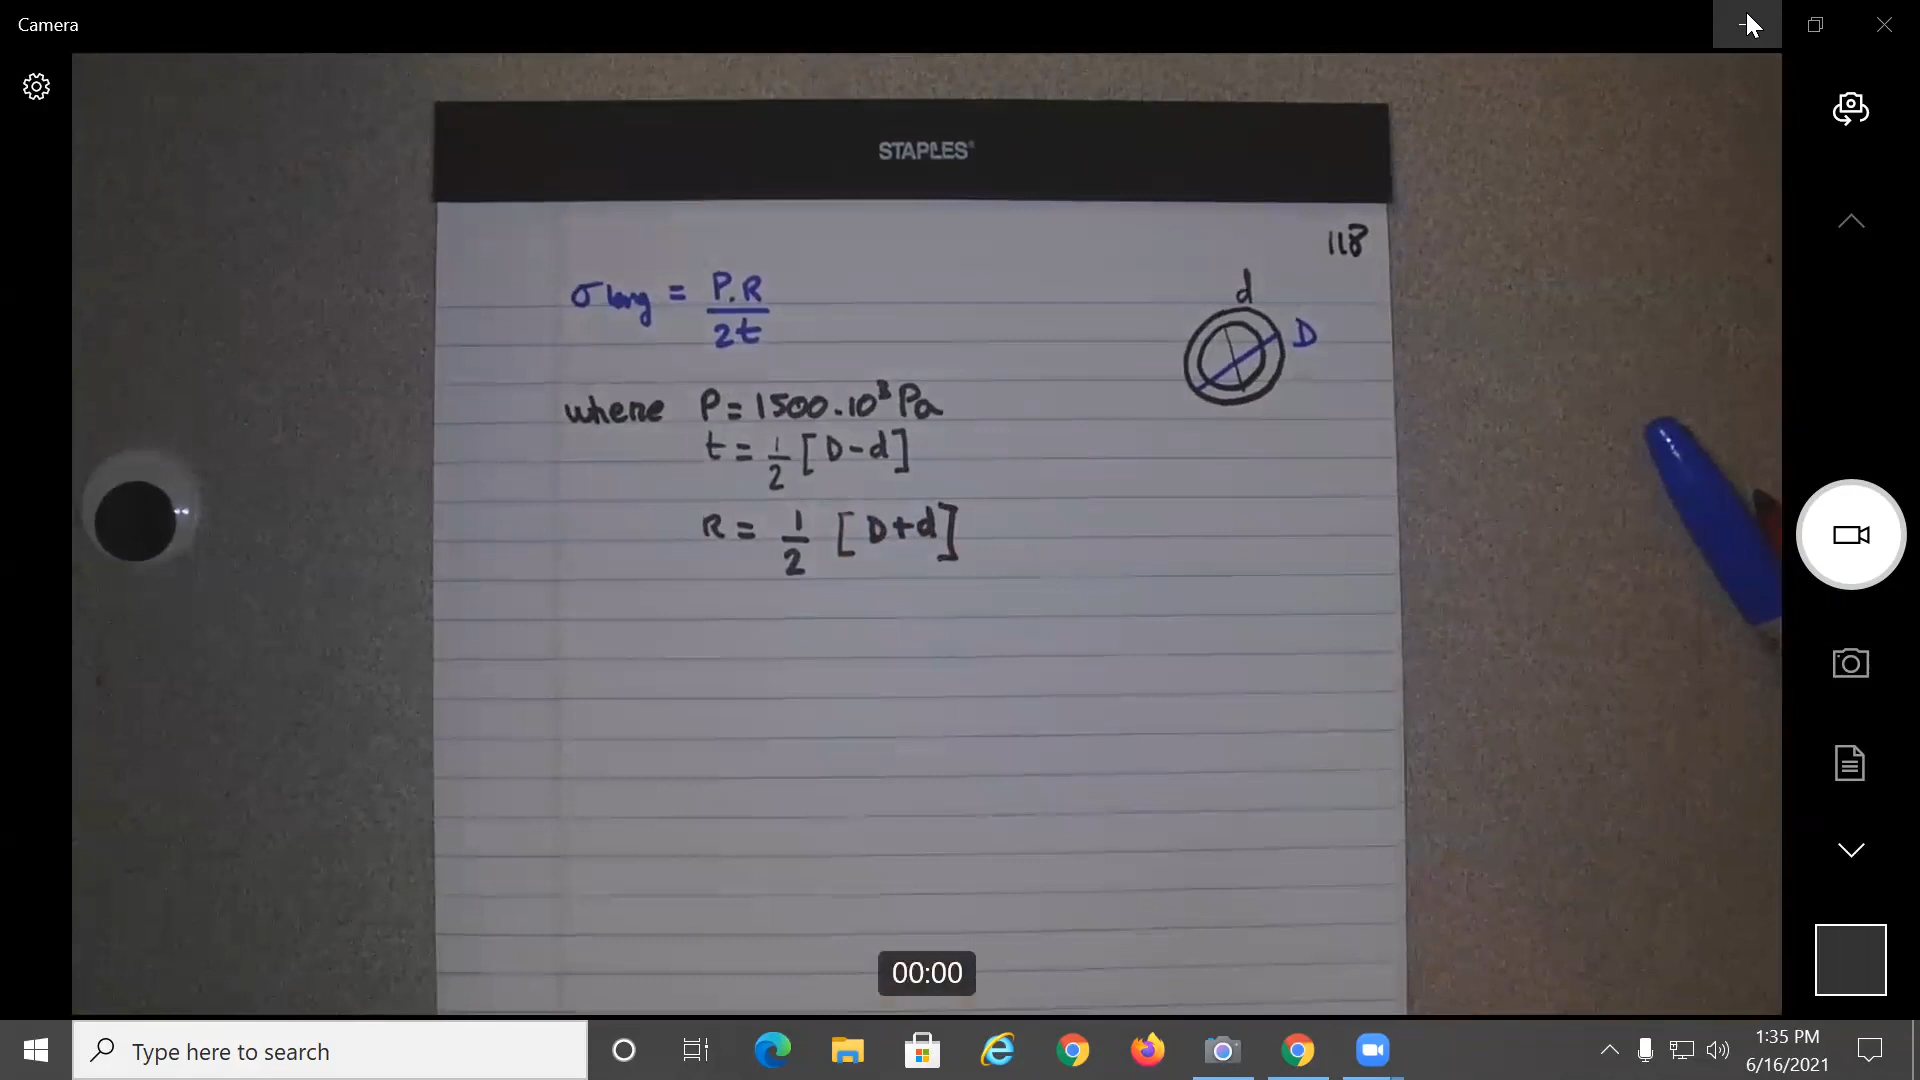 Camera
STAPLES
118
σ long = P.R / 2t
d
D
where P = 1500.10³ Pa
t = 1/2 [D-d]
R = 1/2 [D+d]
00:00
Type here to search
1:35 PM
6/16/2021